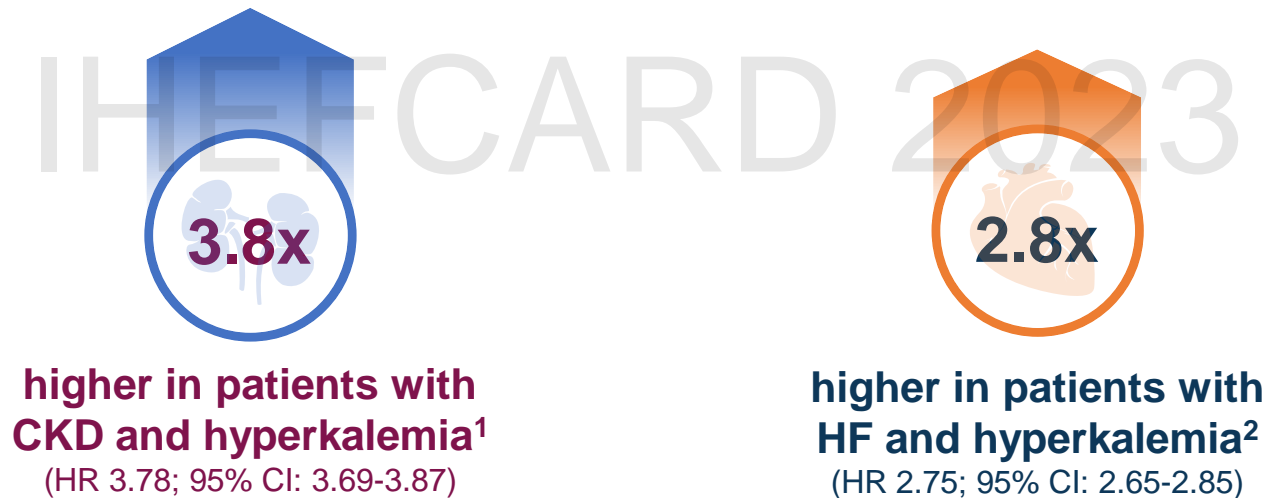 IHEFCARD 2023
3.8x
higher in patients with
CKD and hyperkalemia¹
(HR 3.78; 95% CI: 3.69-3.87)
2.8x
higher in patients with
HF and hyperkalemia²
(HR 2.75; 95% CI: 2.65-2.85)